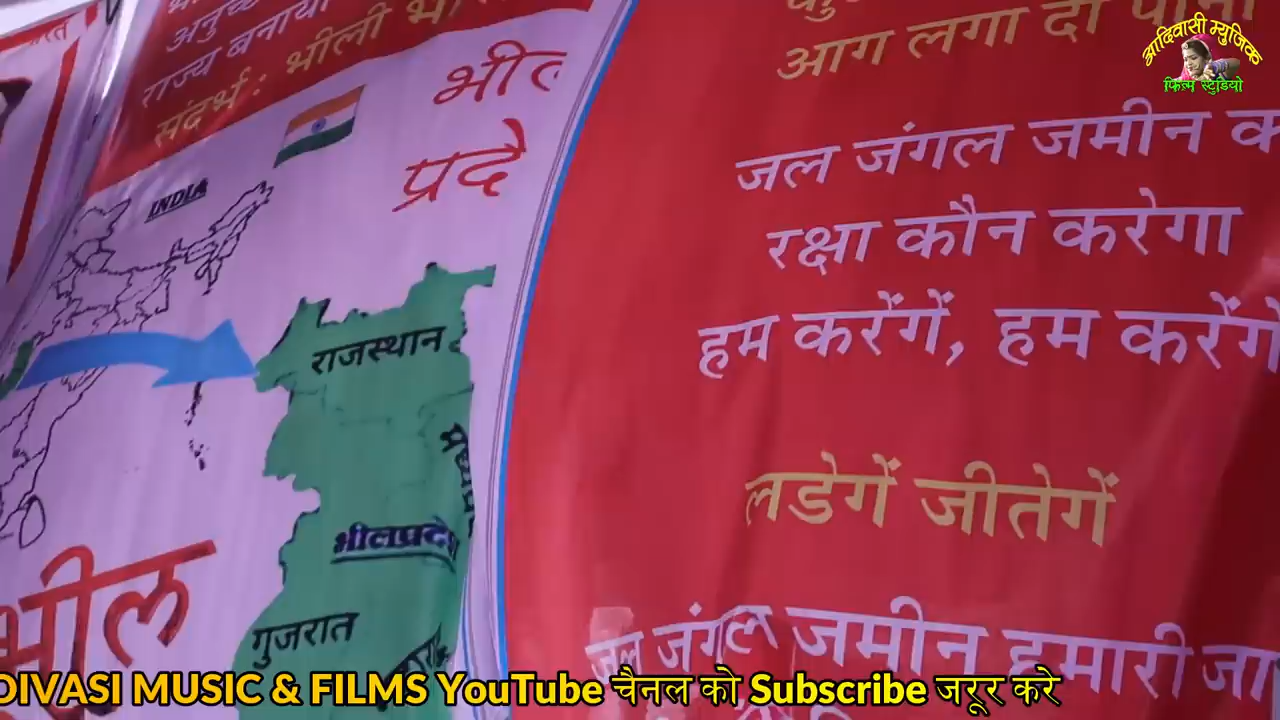 अनुच्छे
राज्य बनाया
संदर्भ : भीली
INDIA
राजस्थान
भीलप्रदे
गुजरात
भील
प्रदे
आग लगा दो
जल जंगल जमीन
रक्षा कौन करेगा
हम करेंगें, हम करेंगे
लडेगें जीतेगें
जल जंगल जमीन हमारी
आदिवासी म्युजिक
फिल्म स्टुडियो
DIVASI MUSIC & FILMS YouTube चैनल को Subscribe जरूर करे